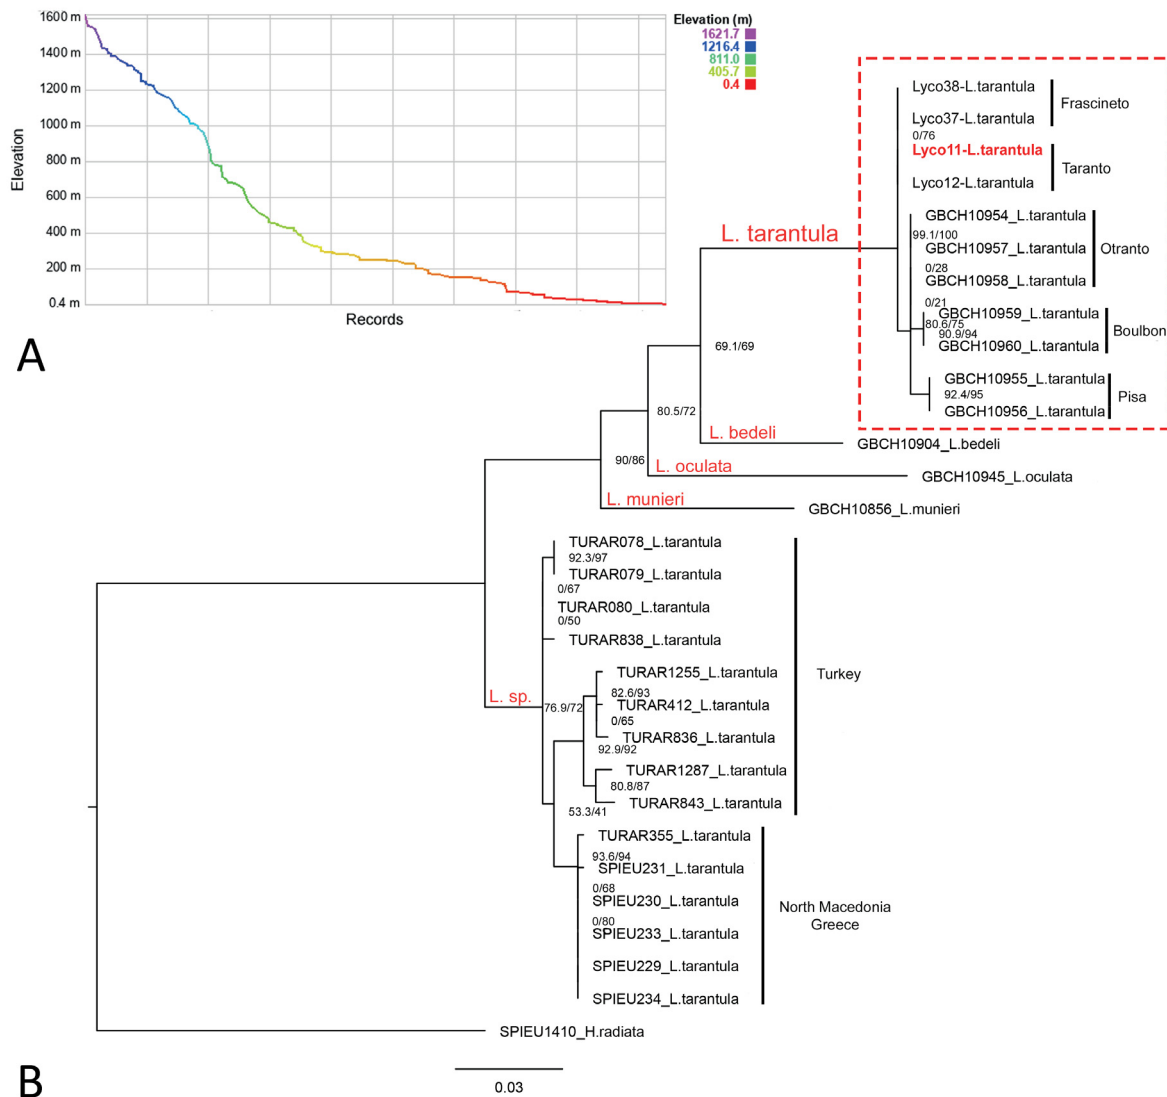 1600 m
1400 m
1200 m
1000 m
800 m
600 m
400 m
200 m
0.4 m
Elevation
Records
Elevation (m)
1621.7
1216.4
811.0
405.7
0.4
A
Lyco38-L.tarantula
Lyco37-L.tarantula
Frascineto
0/76
Lyco11-L.tarantula
Lyco12-L.tarantula
Taranto
GBCH10954_L.tarantula
99.1/100
GBCH10957_L.tarantula
Otranto
0/28
GBCH10958_L.tarantula
0/21
GBCH10959_L.tarantula
80.6/75
90.9/94
GBCH10960_L.tarantula
Boulbon
GBCH10955_L.tarantula
92.4/95
GBCH10956_L.tarantula
Pisa
L. tarantula
69.1/69
80.5/72
L. bedeli
GBCH10904_L.bedeli
90/86
L. oculata
GBCH10945_L.oculata
L. munieri
GBCH10856_L.munieri
TURAR078_L.tarantula
92.3/97
TURAR079_L.tarantula
0/67
TURAR080_L.tarantula
0/50
TURAR838_L.tarantula
TURAR1255_L.tarantula
Turkey
82.6/93
L. sp.
76.9/72
TURAR412_L.tarantula
0/65
TURAR836_L.tarantula
92.9/92
TURAR1287_L.tarantula
80.8/87
TURAR843_L.tarantula
53.3/41
TURAR355_L.tarantula
93.6/94
SPIEU231_L.tarantula
0/68
SPIEU230_L.tarantula
North Macedonia
Greece
0/80
SPIEU233_L.tarantula
SPIEU229_L.tarantula
SPIEU234_L.tarantula
SPIEU1410_H.radiata
0.03
B